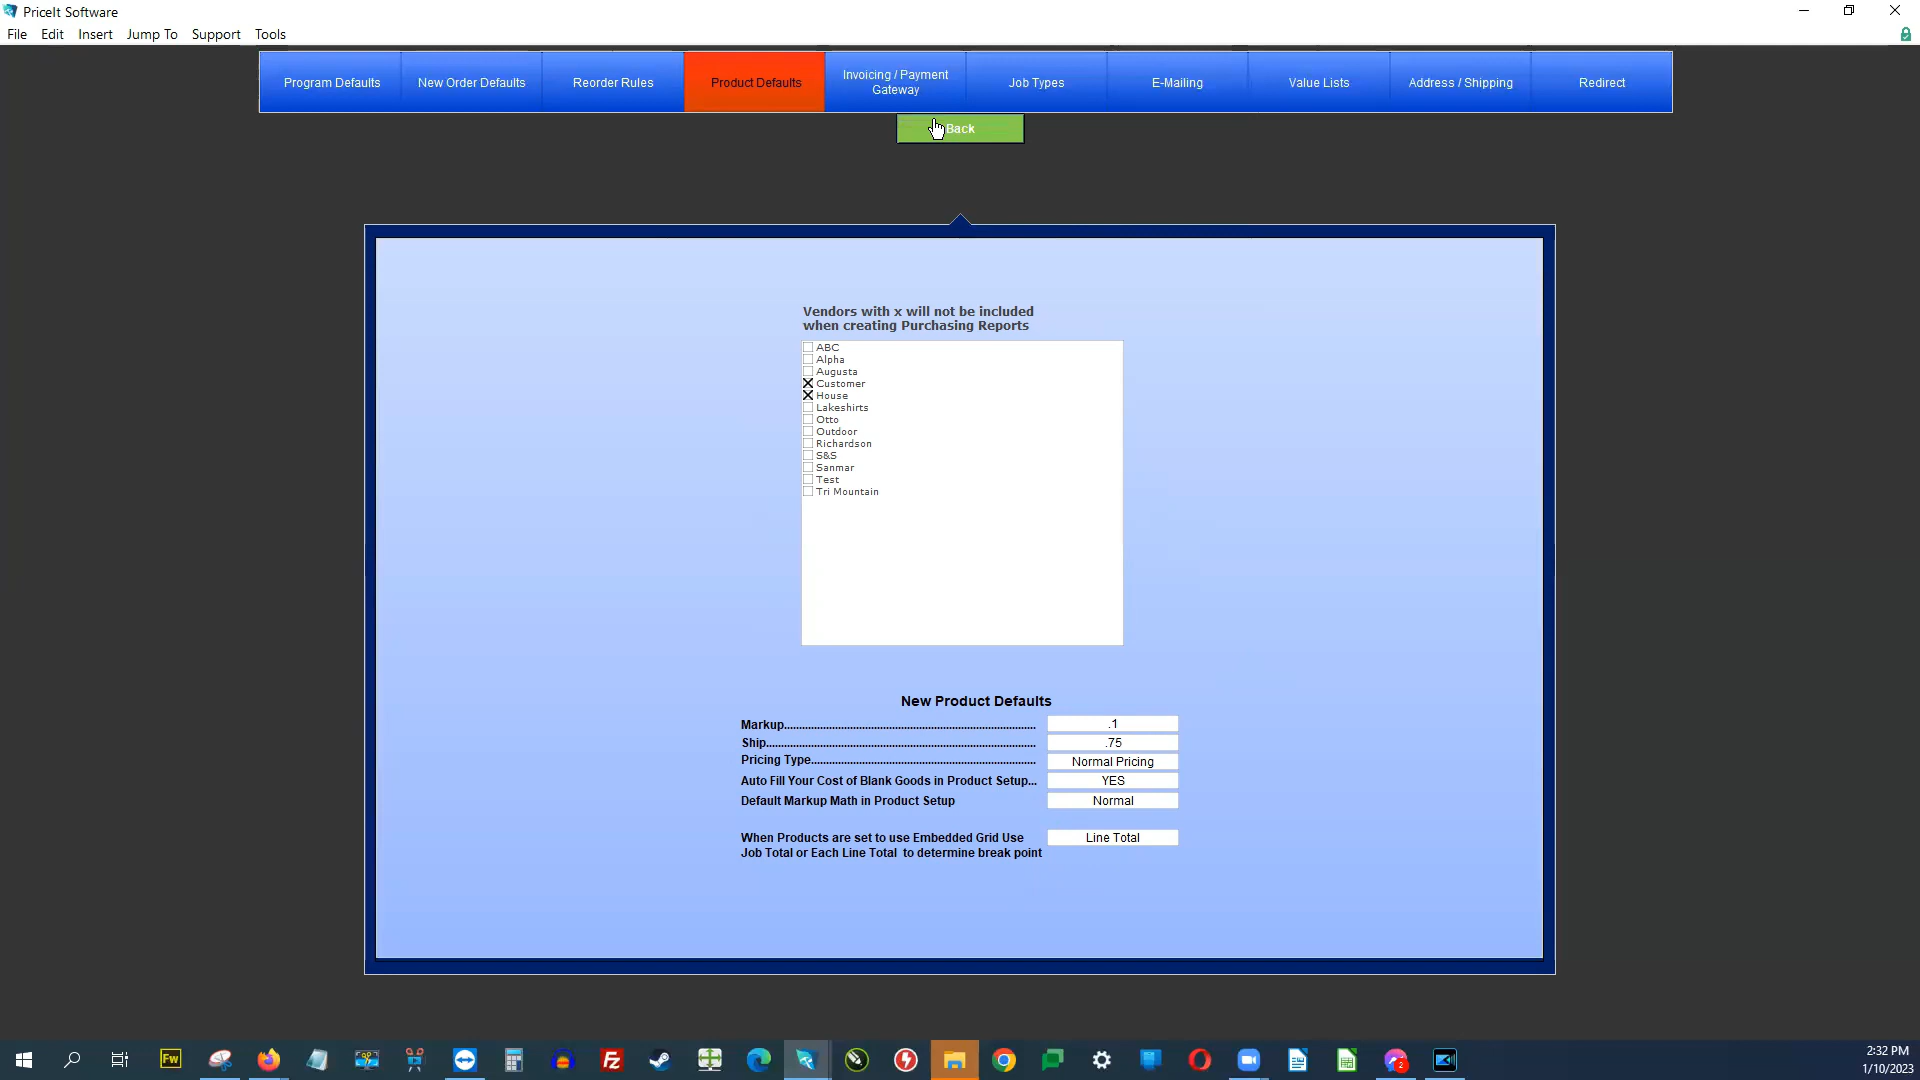 PriceIt Software
File Edit Insert Jump To Support Tools
Program Defaults New Order Defaults Reorder Rules Product Defaults Invoicing / Payment Gateway Job Types E-Mailing Value Lists Address / Shipping Redirect
Back
Vendors with x will not be included
when creating Purchasing Reports
ABC
Alpha
Augusta
Customer
House
Lakeshirts
Otto
Outdoor
Richardson
S&S
Sanmar
Test
Tri Mountain
New Product Defaults
Markup.................................................................................... .1
Ship.......................................................................................... .75
Pricing Type........................................................................... Normal Pricing
Auto Fill Your Cost of Blank Goods in Product Setup... YES
Default Markup Math in Product Setup Normal
When Products are set to use Embedded Grid Use Line Total
Job Total or Each Line Total to determine break point
Fw
2
2:32 PM
1/10/2023